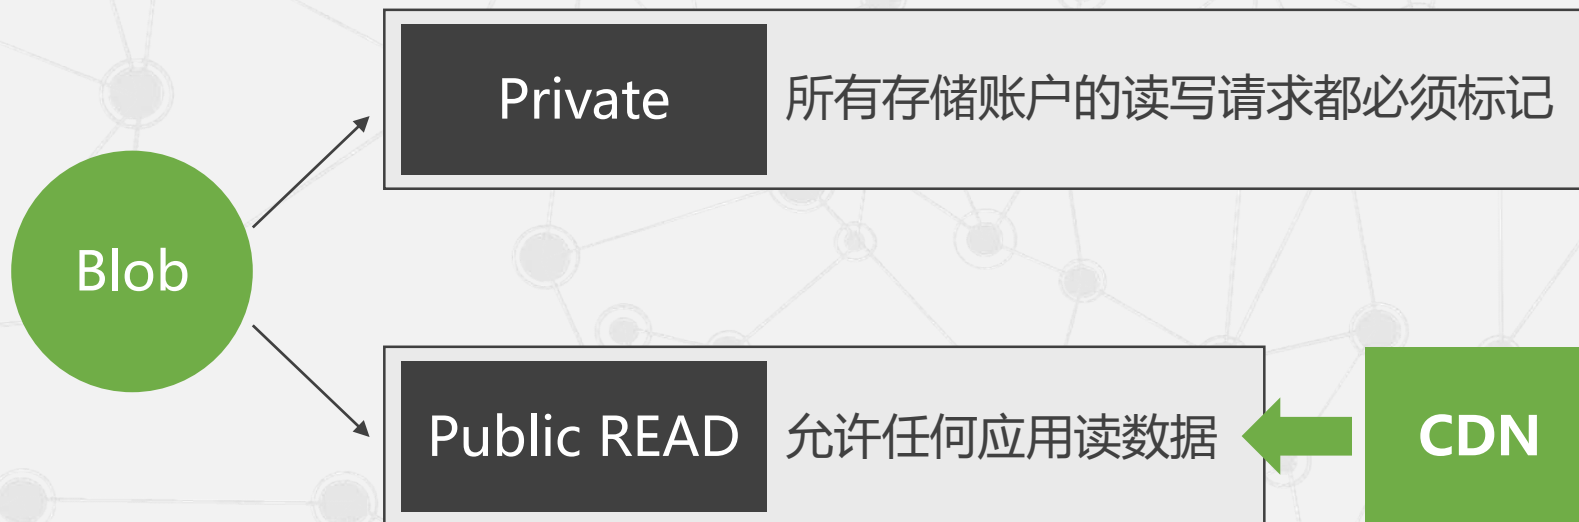 Private
所有存储账户的读写请求都必须标记
Blob
Public READ
允许任何应用读数据
CDN